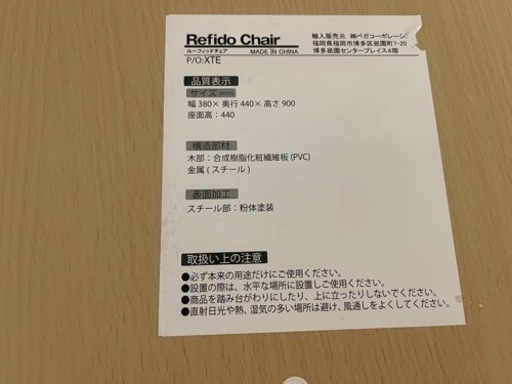 Refido Chair
ルーフィッドチェア MADE IN CHINA
P/O:XTE
輸入販売元 ㈱ベガコーポレーシ
福岡県福岡市博多区祇園町7-20
博多祇園センタープレイス4階
品質表示
サイズ(mm)
幅 380× 奥行 440× 高さ 900
座面高:440
構造部材
木部:合成樹脂化粧繊維板 (PVC)
金属 ( スチール )
表面加工
スチール部:粉体塗装
取扱い上の注意
●必ず本来の用途だけにご使用ください。
●設置の際は、水平な場所に設置しご使用ください。
●商品を踏み台がわりにしたり、上に立ったりしないでください。
●直射日光や熱、湿気の多い場所は避け、風通しをよくしてください。